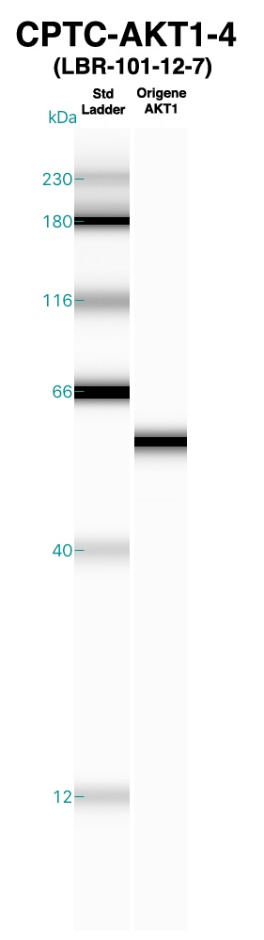 CPTC-AKT1-4
(LBR-101-12-7)
Std
Ladder
Origene
AKT1
kDa
230
180
116
66
40
12